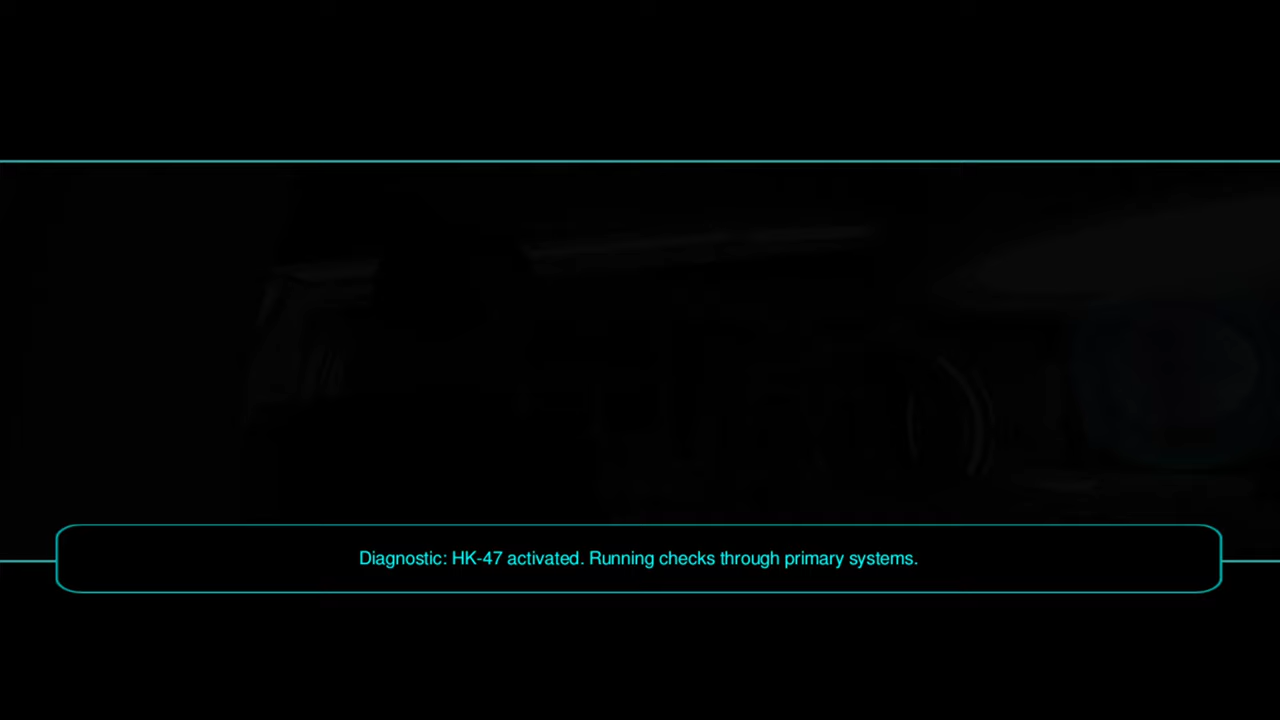 Diagnostic: HK-47 activated. Running checks through primary systems.